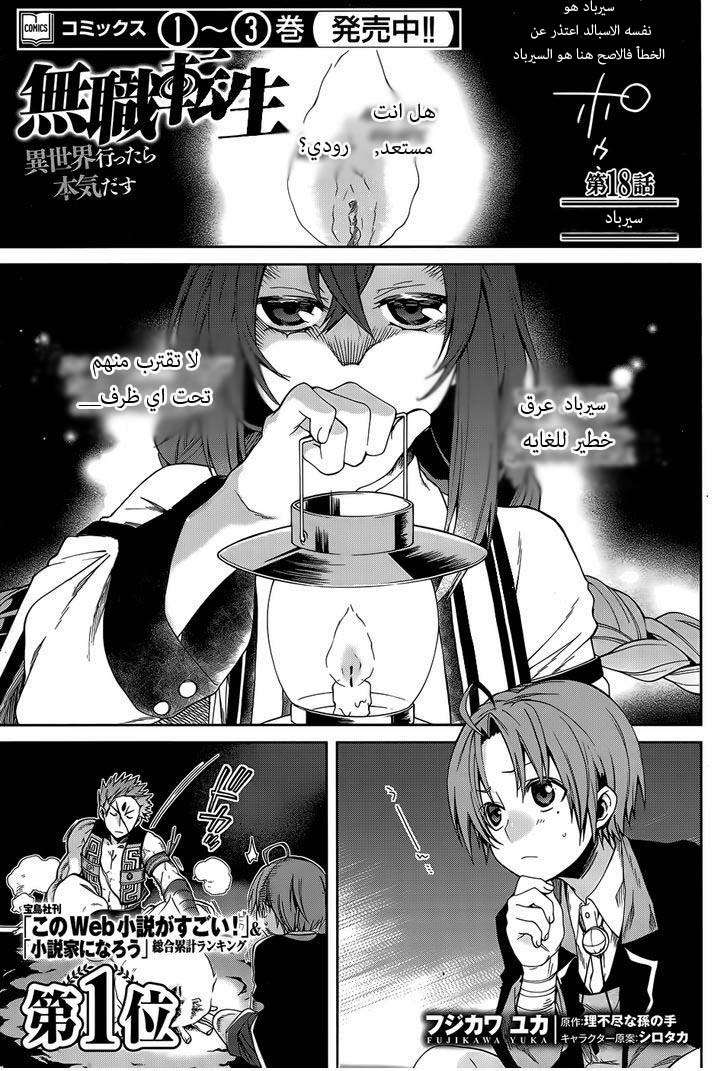 COMICS コミックス ①〜③巻 発売中!!
無職転生
異世界行ったら
本気だす
سيرباد هو
نفسه الاسبالد اعتذر عن
الخطأ فالاصح هنا هو السيرباد
第18話
سيرباد
هل انت
مستعد, رودي؟
سيرباد عرق
خطير للغايه
لا تقترب منهم
تحت اي ظرف__
宝島社刊
「このWeb小説がすごい!」&
「小説家になろう」総合累計ランキング
第1位
フジカワ ユカ
FUJIKAWA YUKA
原作:理不尽な孫の手
キャラクター原案:シロタカ